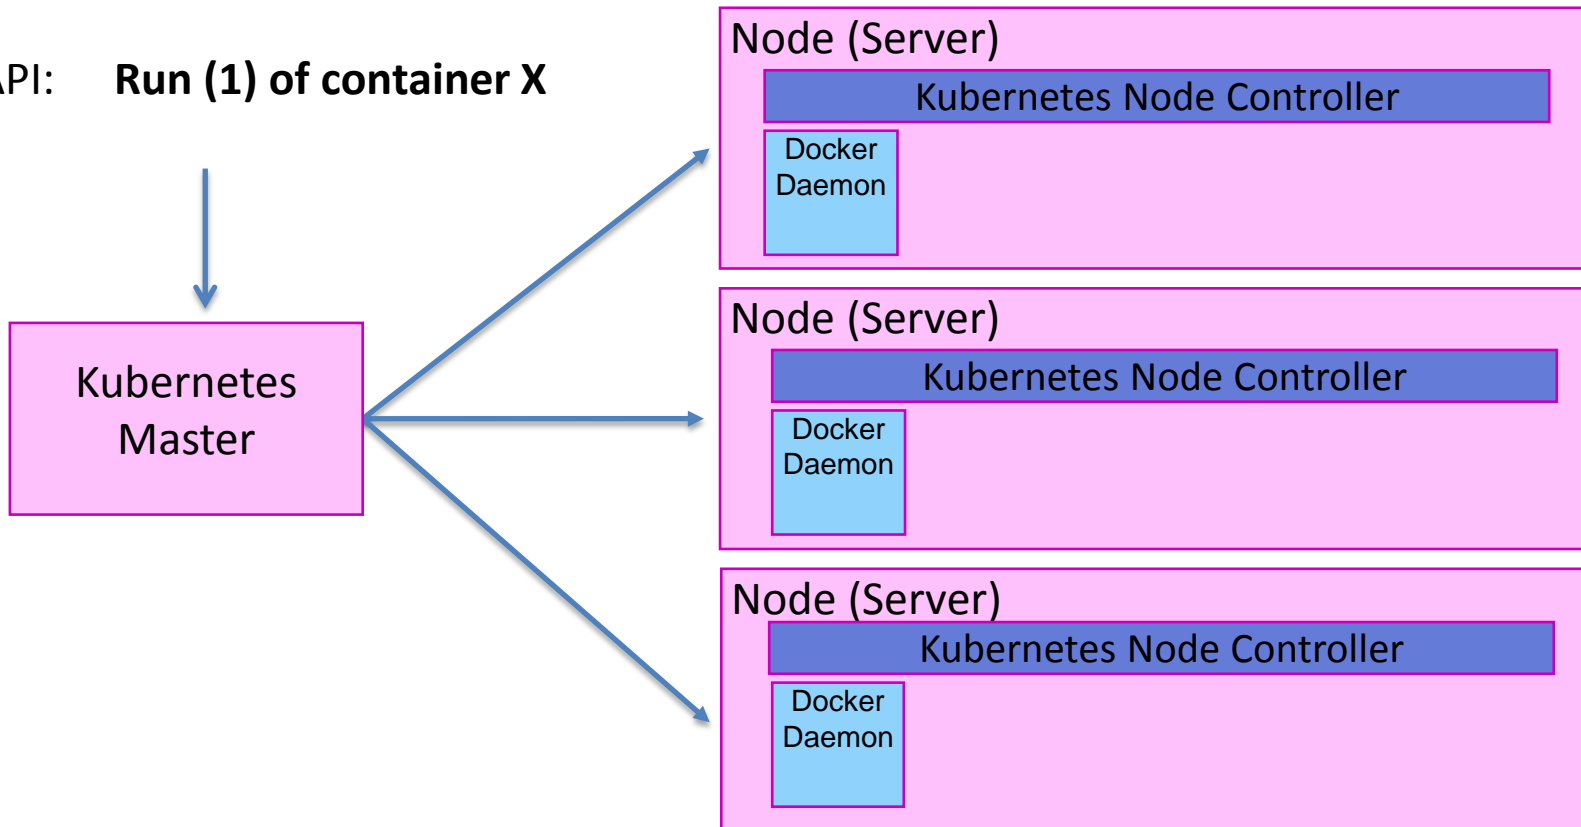 API: Run (1) of container X
Kubernetes
Master
Node (Server)
Kubernetes Node Controller
Docker
Daemon
Node (Server)
Kubernetes Node Controller
Docker
Daemon
Node (Server)
Kubernetes Node Controller
Docker
Daemon